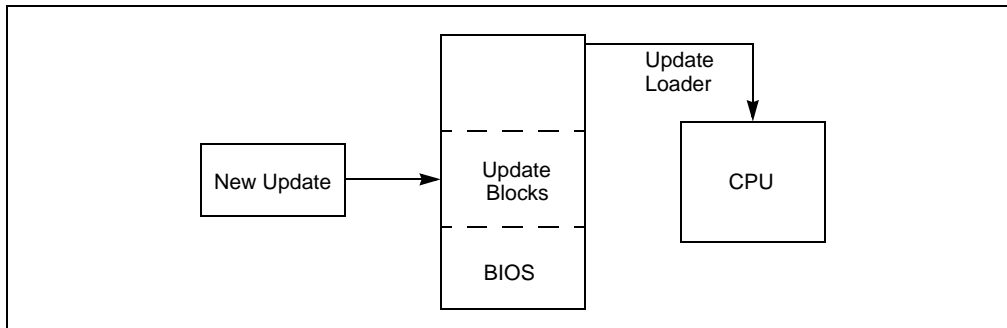 Update
Loader
New Update
Update
Blocks
CPU
BIOS